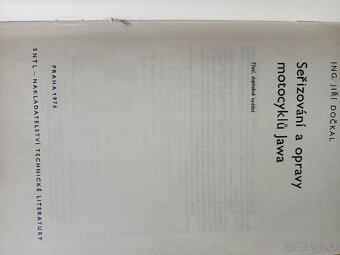 ING. JIŘÍ DOČKAL
Seřizování a opravy
motocyklů Jawa
Třetí, doplněné vydání
PRAHA 1976
SNTL — NAKLADATELSTVÍ TECHNICKÉ LITERATURY